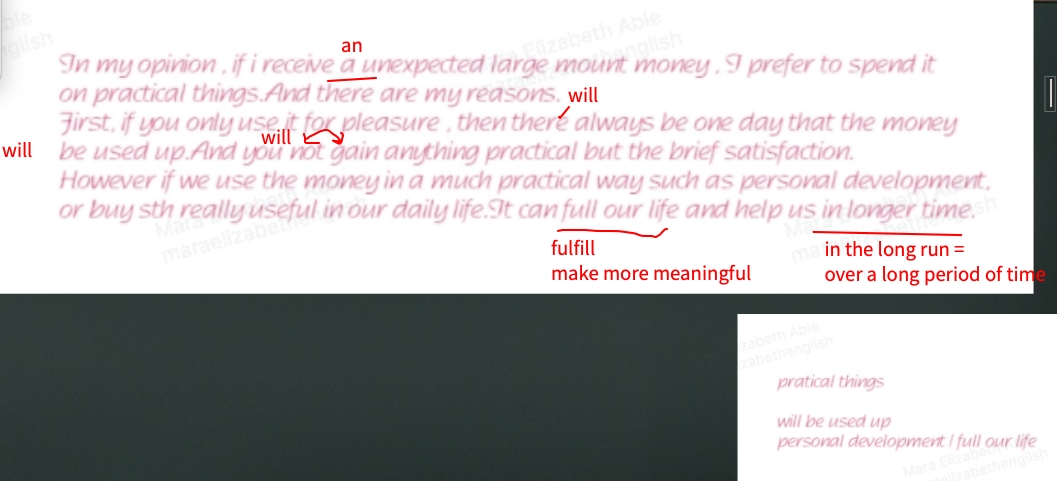 an
In my opinion , if i receive a unexpected large mount money , I prefer to spend it
on practical things.And there are my reasons.
will
First, if you only use it for pleasure , then there always be one day that the money
will
will
be used up.And you not gain anything practical but the brief satisfaction.
However if we use the money in a much practical way such as personal development,
or buy sth really useful in our daily life.It can full our life and help us in longer time.
fulfill
make more meaningful
in the long run =
over a long period of time
pratical things
will be used up
personal development / full our life
Mara Elizabeth Able
maraelizabethenglish